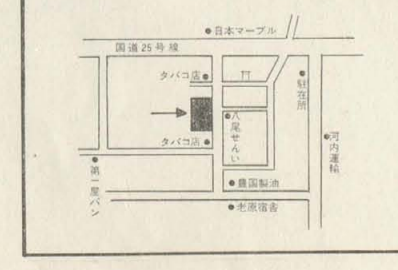 日本マーブル
国道25号線
タバコ店
駐在所
八尾せんい
タバコ店
河内運輸
第一屋パン
豊国製油
老原宿舎